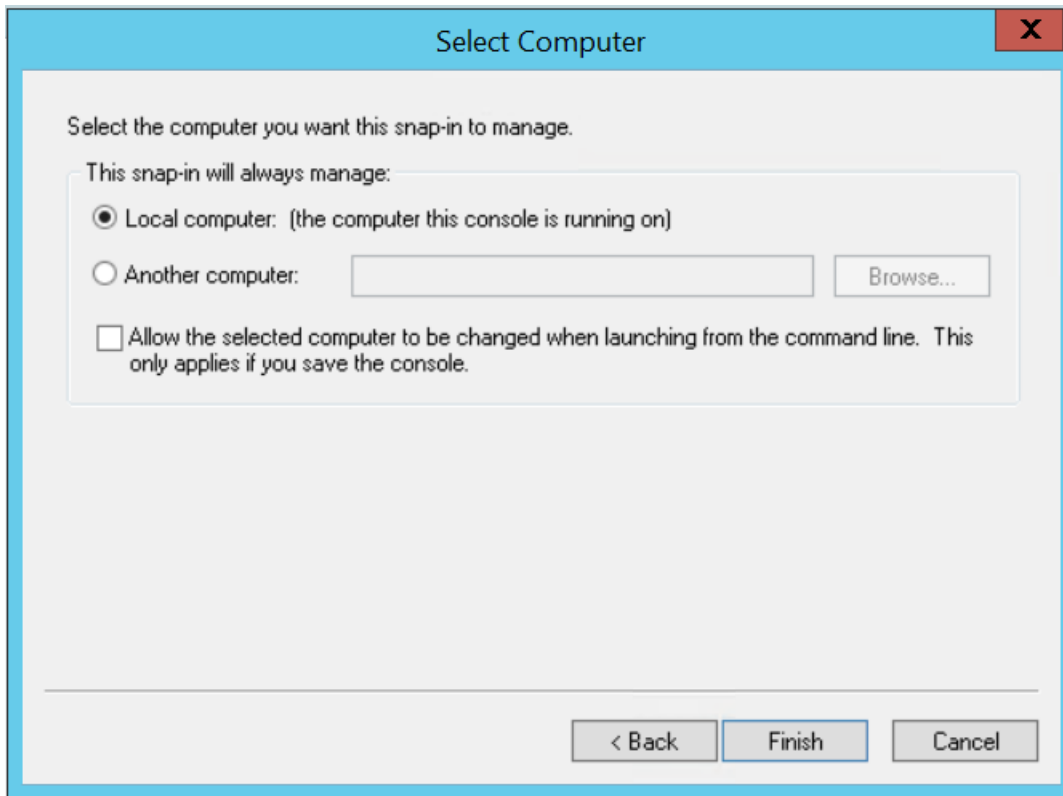 Select Computer
X
Select the computer you want this snap-in to manage.
This snap-in will always manage:
Local computer:  (the computer this console is running on)
Another computer:
Browse...
Allow the selected computer to be changed when launching from the command line.  This
only applies if you save the console.
< Back
Finish
Cancel